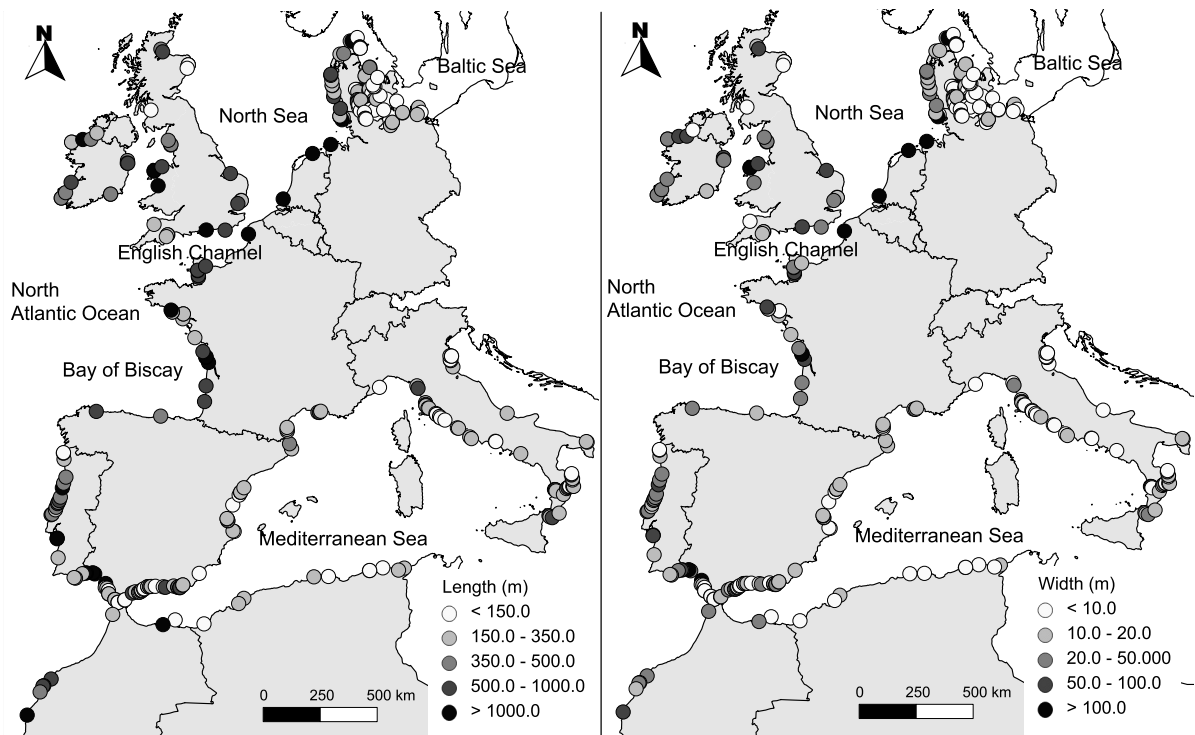 N
Baltic Sea
North Sea
English Channel
North
Atlantic Ocean
Bay of Biscay
Mediterranean Sea
Length (m)
< 150.0
150.0 - 350.0
350.0 - 500.0
500.0 - 1000.0
> 1000.0
0 250 500 km
N
Baltic Sea
North Sea
English Channel
North
Atlantic Ocean
Bay of Biscay
Mediterranean Sea
Width (m)
< 10.0
10.0 - 20.0
20.0 - 50.000
50.0 - 100.0
> 100.0
0 250 500 km